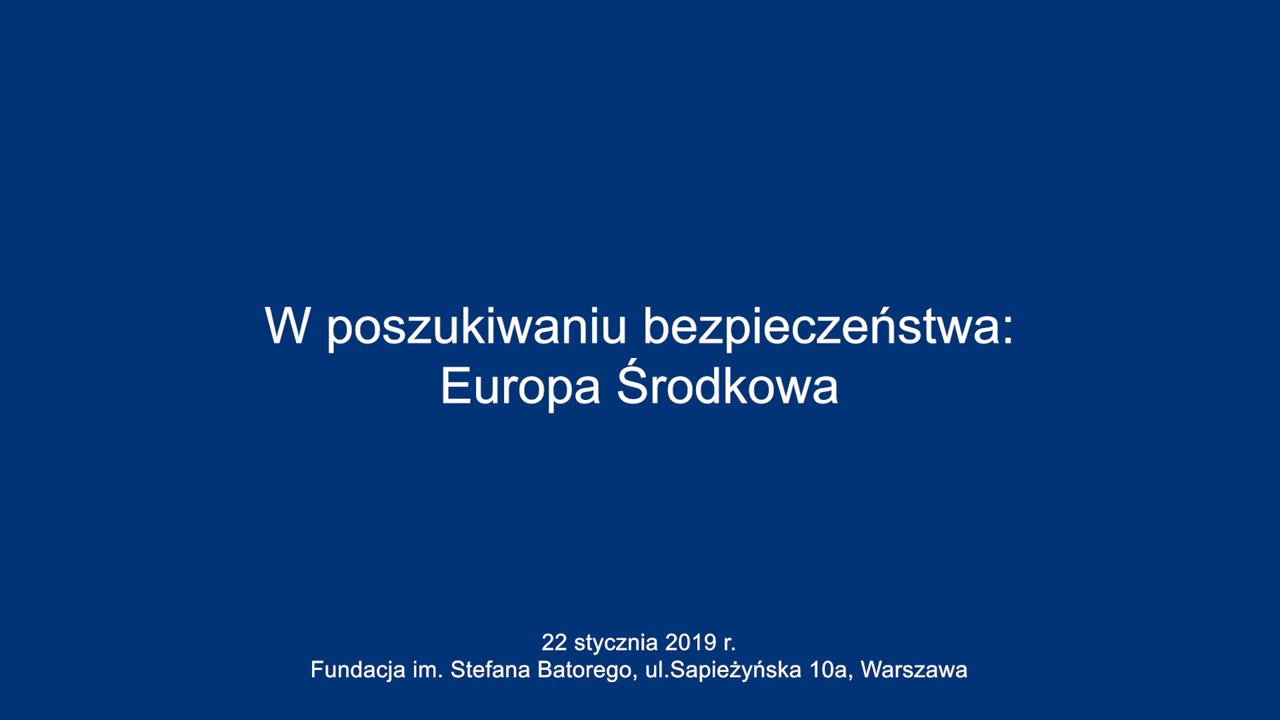 W poszukiwaniu bezpieczeństwa:
Europa Środkowa
22 stycznia 2019 r.
Fundacja im. Stefana Batorego, ul.Sapieżyńska 10a, Warszawa